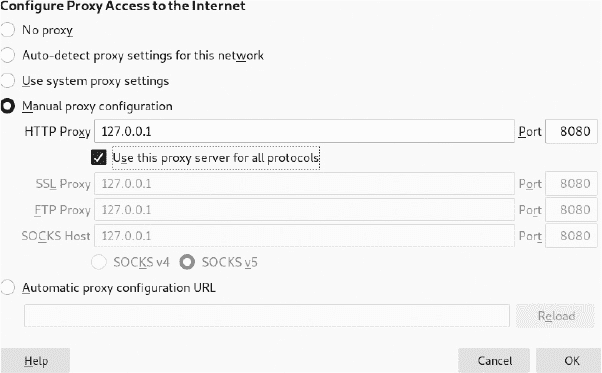 Configure Proxy Access to the Internet
No proxy
Auto-detect proxy settings for this network
Use system proxy settings
Manual proxy configuration
HTTP Proxy 127.0.0.1 Port 8080
Use this proxy server for all protocols
SSL Proxy 127.0.0.1 Port 8080
FTP Proxy 127.0.0.1 Port 8080
SOCKS Host 127.0.0.1 Port 8080
SOCKS v4 SOCKS v5
Automatic proxy configuration URL
Reload
Help Cancel OK